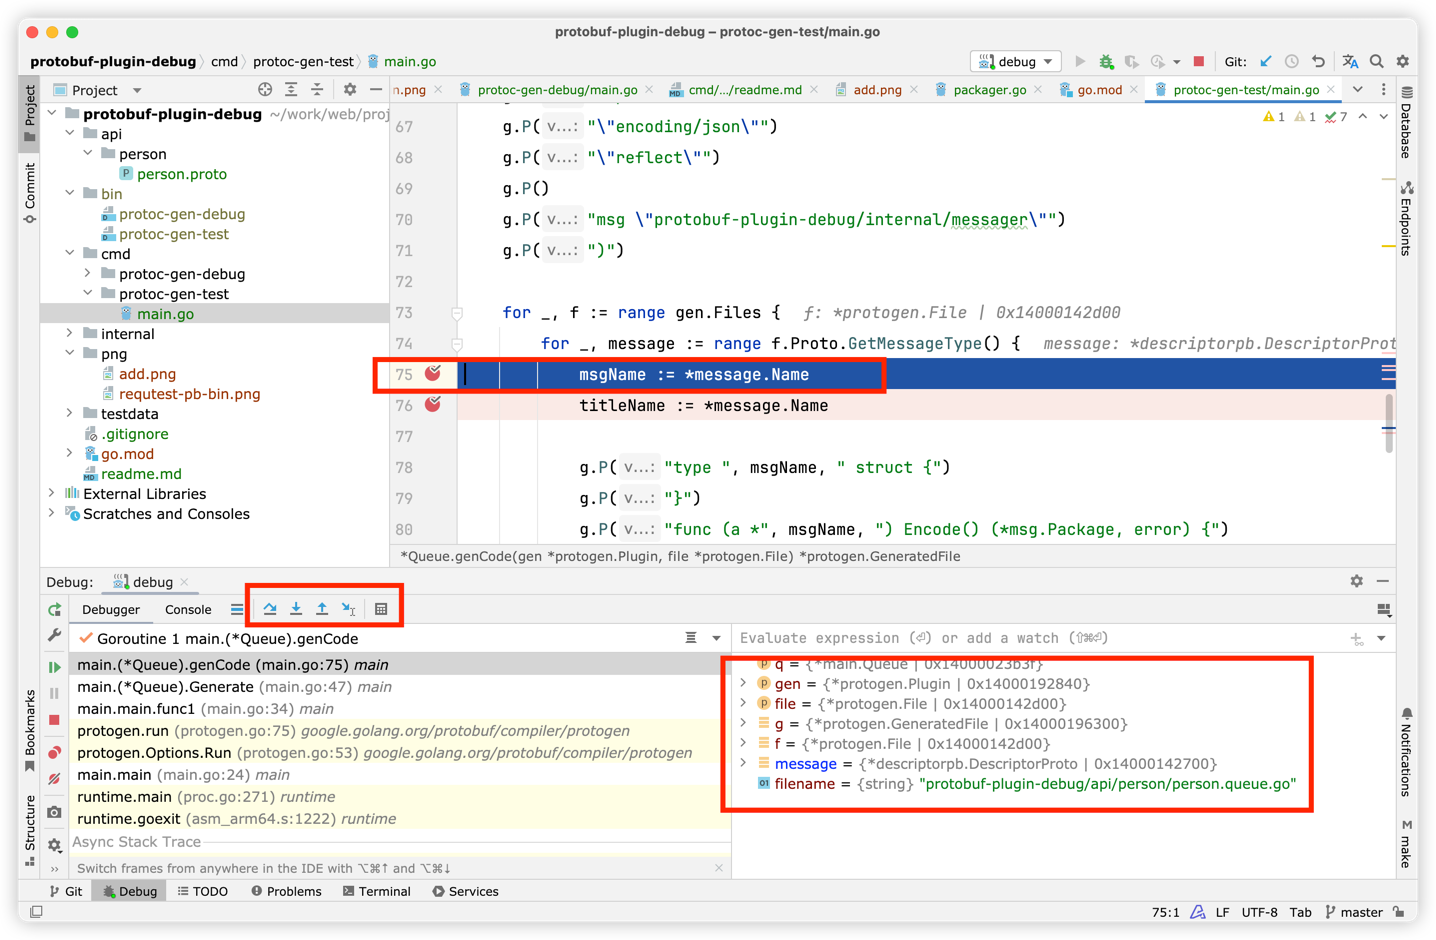 protobuf-plugin-debug – protoc-gen-test/main.go
protobuf-plugin-debug 〉 cmd 〉 protoc-gen-test 〉 main.go
debug
Git:
Project
n.png
protoc-gen-debug/main.go
cmd/.../readme.md
add.png
packager.go
go.mod
protoc-gen-test/main.go
Project
Commit
Bookmarks
Structure
protobuf-plugin-debug ~/work/web/proj
api
person
person.proto
bin
protoc-gen-debug
protoc-gen-test
cmd
protoc-gen-debug
protoc-gen-test
main.go
internal
png
add.png
requtest-pb-bin.png
testdata
.gitignore
go.mod
readme.md
External Libraries
Scratches and Consoles
1 1 7
67 g.P( v...: "\"encoding/json\"")
68 g.P( v...: "\"reflect\"")
69 g.P()
70 g.P( v...: "msg \"protobuf-plugin-debug/internal/messager\"")
71 g.P( v...: ")")
72
73 for _, f := range gen.Files { f: *protogen.File | 0x14000142d00
74 for _, message := range f.Proto.GetMessageType() { message: *descriptorpb.DescriptorProt
75 msgName := *message.Name
76 titleName := *message.Name
77
78 g.P( v...: "type ", msgName, " struct {")
79 g.P( v...: "}")
80 g.P( v...: "func (a *", msgName, ") Encode() (*msg.Package, error) {")
*Queue.genCode(gen *protogen.Plugin, file *protogen.File) *protogen.GeneratedFile
Database
Endpoints
Notifications
M
make
Debug: debug
Debugger Console
Goroutine 1 main.(*Queue).genCode
main.(*Queue).genCode (main.go:75) main
main.(*Queue).Generate (main.go:47) main
main.main.func1 (main.go:34) main
protogen.run (protogen.go:75) google.golang.org/protobuf/compiler/protogen
protogen.Options.Run (protogen.go:53) google.golang.org/protobuf/compiler/protogen
main.main (main.go:24) main
runtime.main (proc.go:271) runtime
runtime.goexit (asm_arm64.s:1222) runtime
Async Stack Trace
Switch frames from anywhere in the IDE with ⌥⌘↑ and ⌥⌘↓
Evaluate expression (⏎) or add a watch (⇧⌘⏎)
q = {*main.Queue | 0x14000023b3f}
gen = {*protogen.Plugin | 0x14000192840}
file = {*protogen.File | 0x14000142d00}
g = {*protogen.GeneratedFile | 0x14000196300}
f = {*protogen.File | 0x14000142d00}
message = {*descriptorpb.DescriptorProto | 0x14000142700}
filename = {string} "protobuf-plugin-debug/api/person/person.queue.go"
Git Debug TODO Problems Terminal Services
75:1 LF UTF-8 Tab master